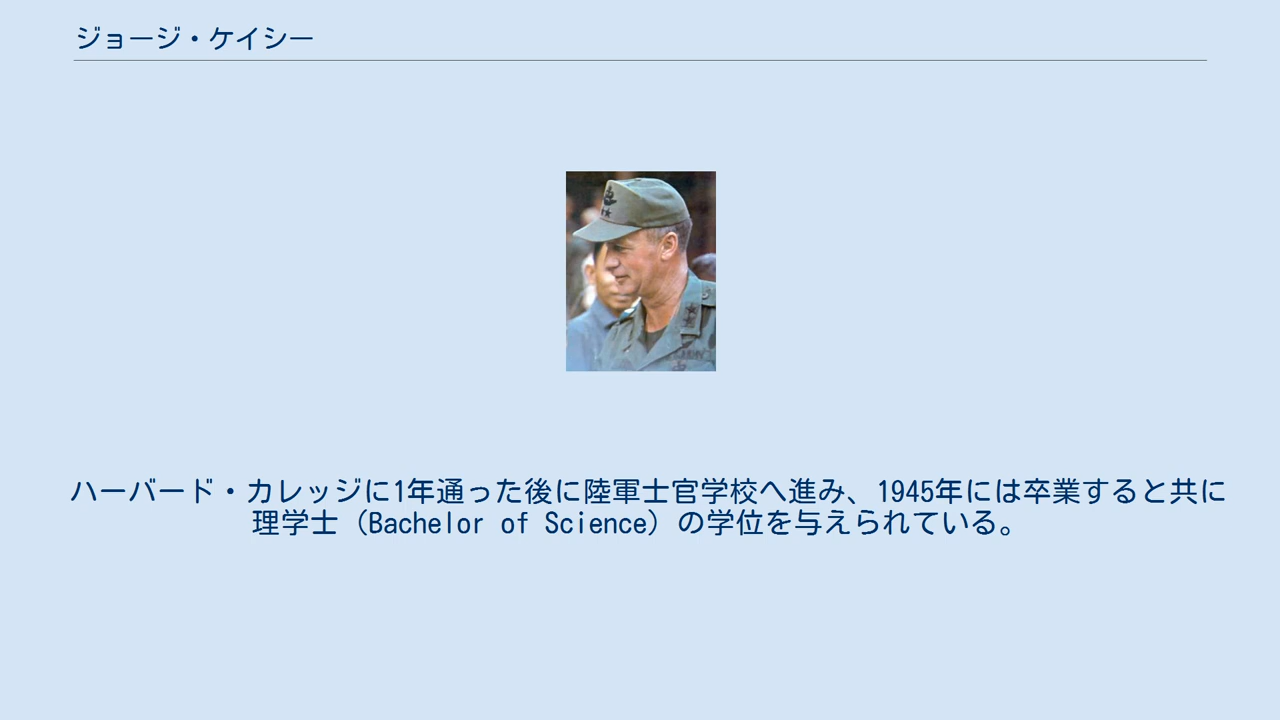 ジョージ・ケイシー
ハーバード・カレッジに1年通った後に陸軍士官学校へ進み、1945年には卒業すると共に
理学士（Bachelor of Science）の学位を与えられている。